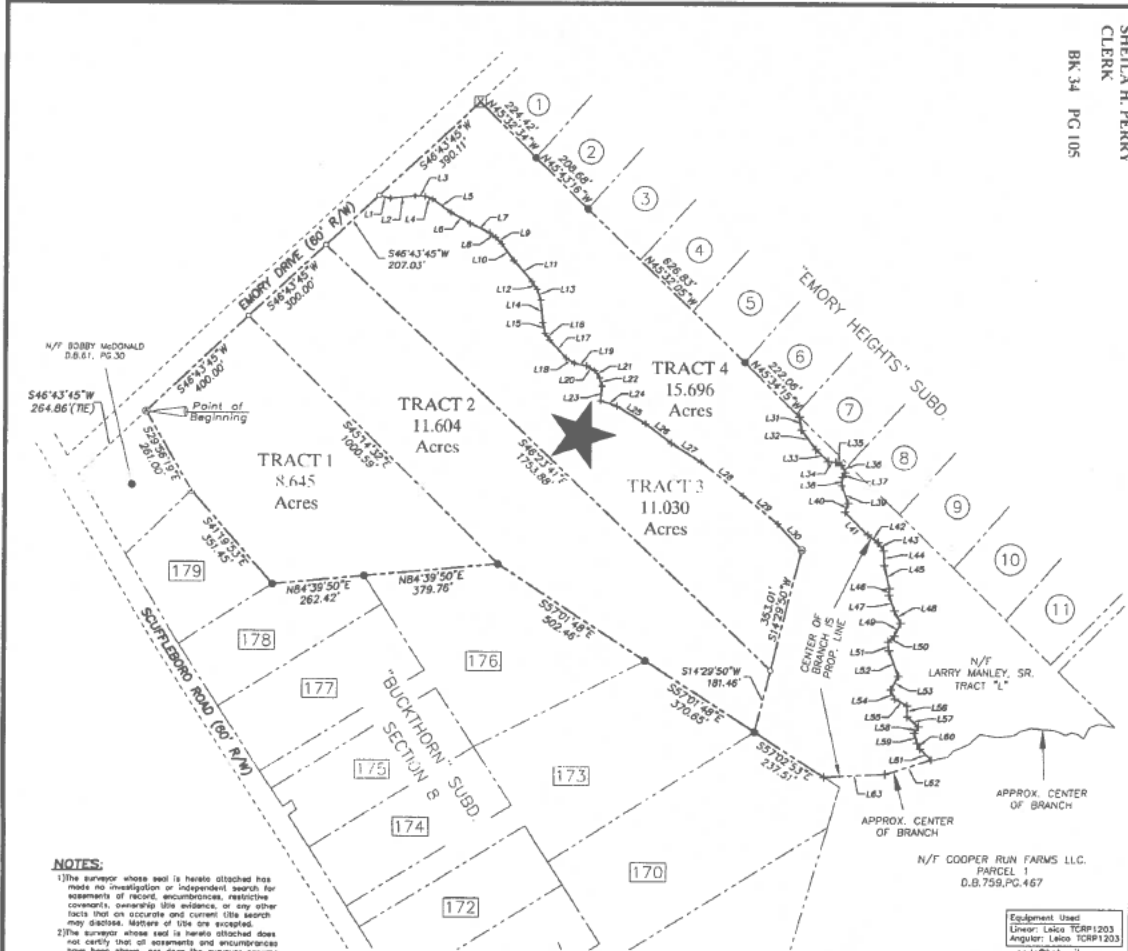 SHEILA H. PERRY
CLERK
BK 34 PG 105
1
224.42'
N45°32'34"W
2
208.68'
N45°43'16"W
3
4
626.83'
N45°32'05"W
5
"EMORY HEIGHTS" SUBD.
6
222.06'
N45°34'15"W
7
8
9
10
11
S46°43'45"W
390.11'
EMORY DRIVE (60' R/W)
S46°43'45"W
207.03'
S46°43'45"W
300.00'
S46°43'45"W
400.00'
N/F BOBBY McDONALD
D.B.61, PG.30
S46°43'45"W
264.86'(TIE)
Point of
Beginning
S29°56'19"E
261.00'
S41°19'53"E
351.45'
TRACT 1
8.645
Acres
S45°14'32"E
1000.59'
TRACT 2
11.604
Acres
S46°23'41"E
1753.88'
TRACT 3
11.030
Acres
TRACT 4
15.696
Acres
L1
L2
L3
L4
L5
L6
L7
L8
L9
L10
L11
L12
L13
L14
L15
L16
L17
L18
L19
L20
L21
L22
L23
L24
L25
L26
L27
L28
L29
L30
L31
L32
L33
L34
L35
L36
L37
L38
L39
L40
L41
L42
L43
L44
L45
L46
L47
L48
L49
L50
L51
L52
L53
L54
L55
L56
L57
L58
L59
L60
L61
L62
L63
N84°39'50"E
262.42'
N84°39'50"E
379.76'
S57°01'48"E
502.46'
S57°01'48"E
370.65'
S57°02'53"E
237.51'
353.01'
S14°29'50"W
S14°29'50"W
181.46'
CENTER OF
BRANCH IS
PROP. LINE
N/F
LARRY MANLEY, SR.
TRACT "L"
APPROX. CENTER
OF BRANCH
APPROX. CENTER
OF BRANCH
N/F COOPER RUN FARMS LLC.
PARCEL 1
D.B.759,PG.467
SCUFFLEBORO ROAD (60' R/W)
179
178
177
176
175
174
173
172
170
"BUCKTHORN" SUBD.
SECTION B
NOTES:
1)The surveyor whose seal is hereto attached has
made no investigation or independent search for
easements of record, encumbrances, restrictive
covenants, ownership title evidence, or any other
facts that an accurate and current title search
may disclose. Matters of title are excepted.
2)The surveyor whose seal is hereto attached does
not certify that all easements and encumbrances
Equipment Used
Linear: Leica TCRP1203
Angular: Leica TCRP1203